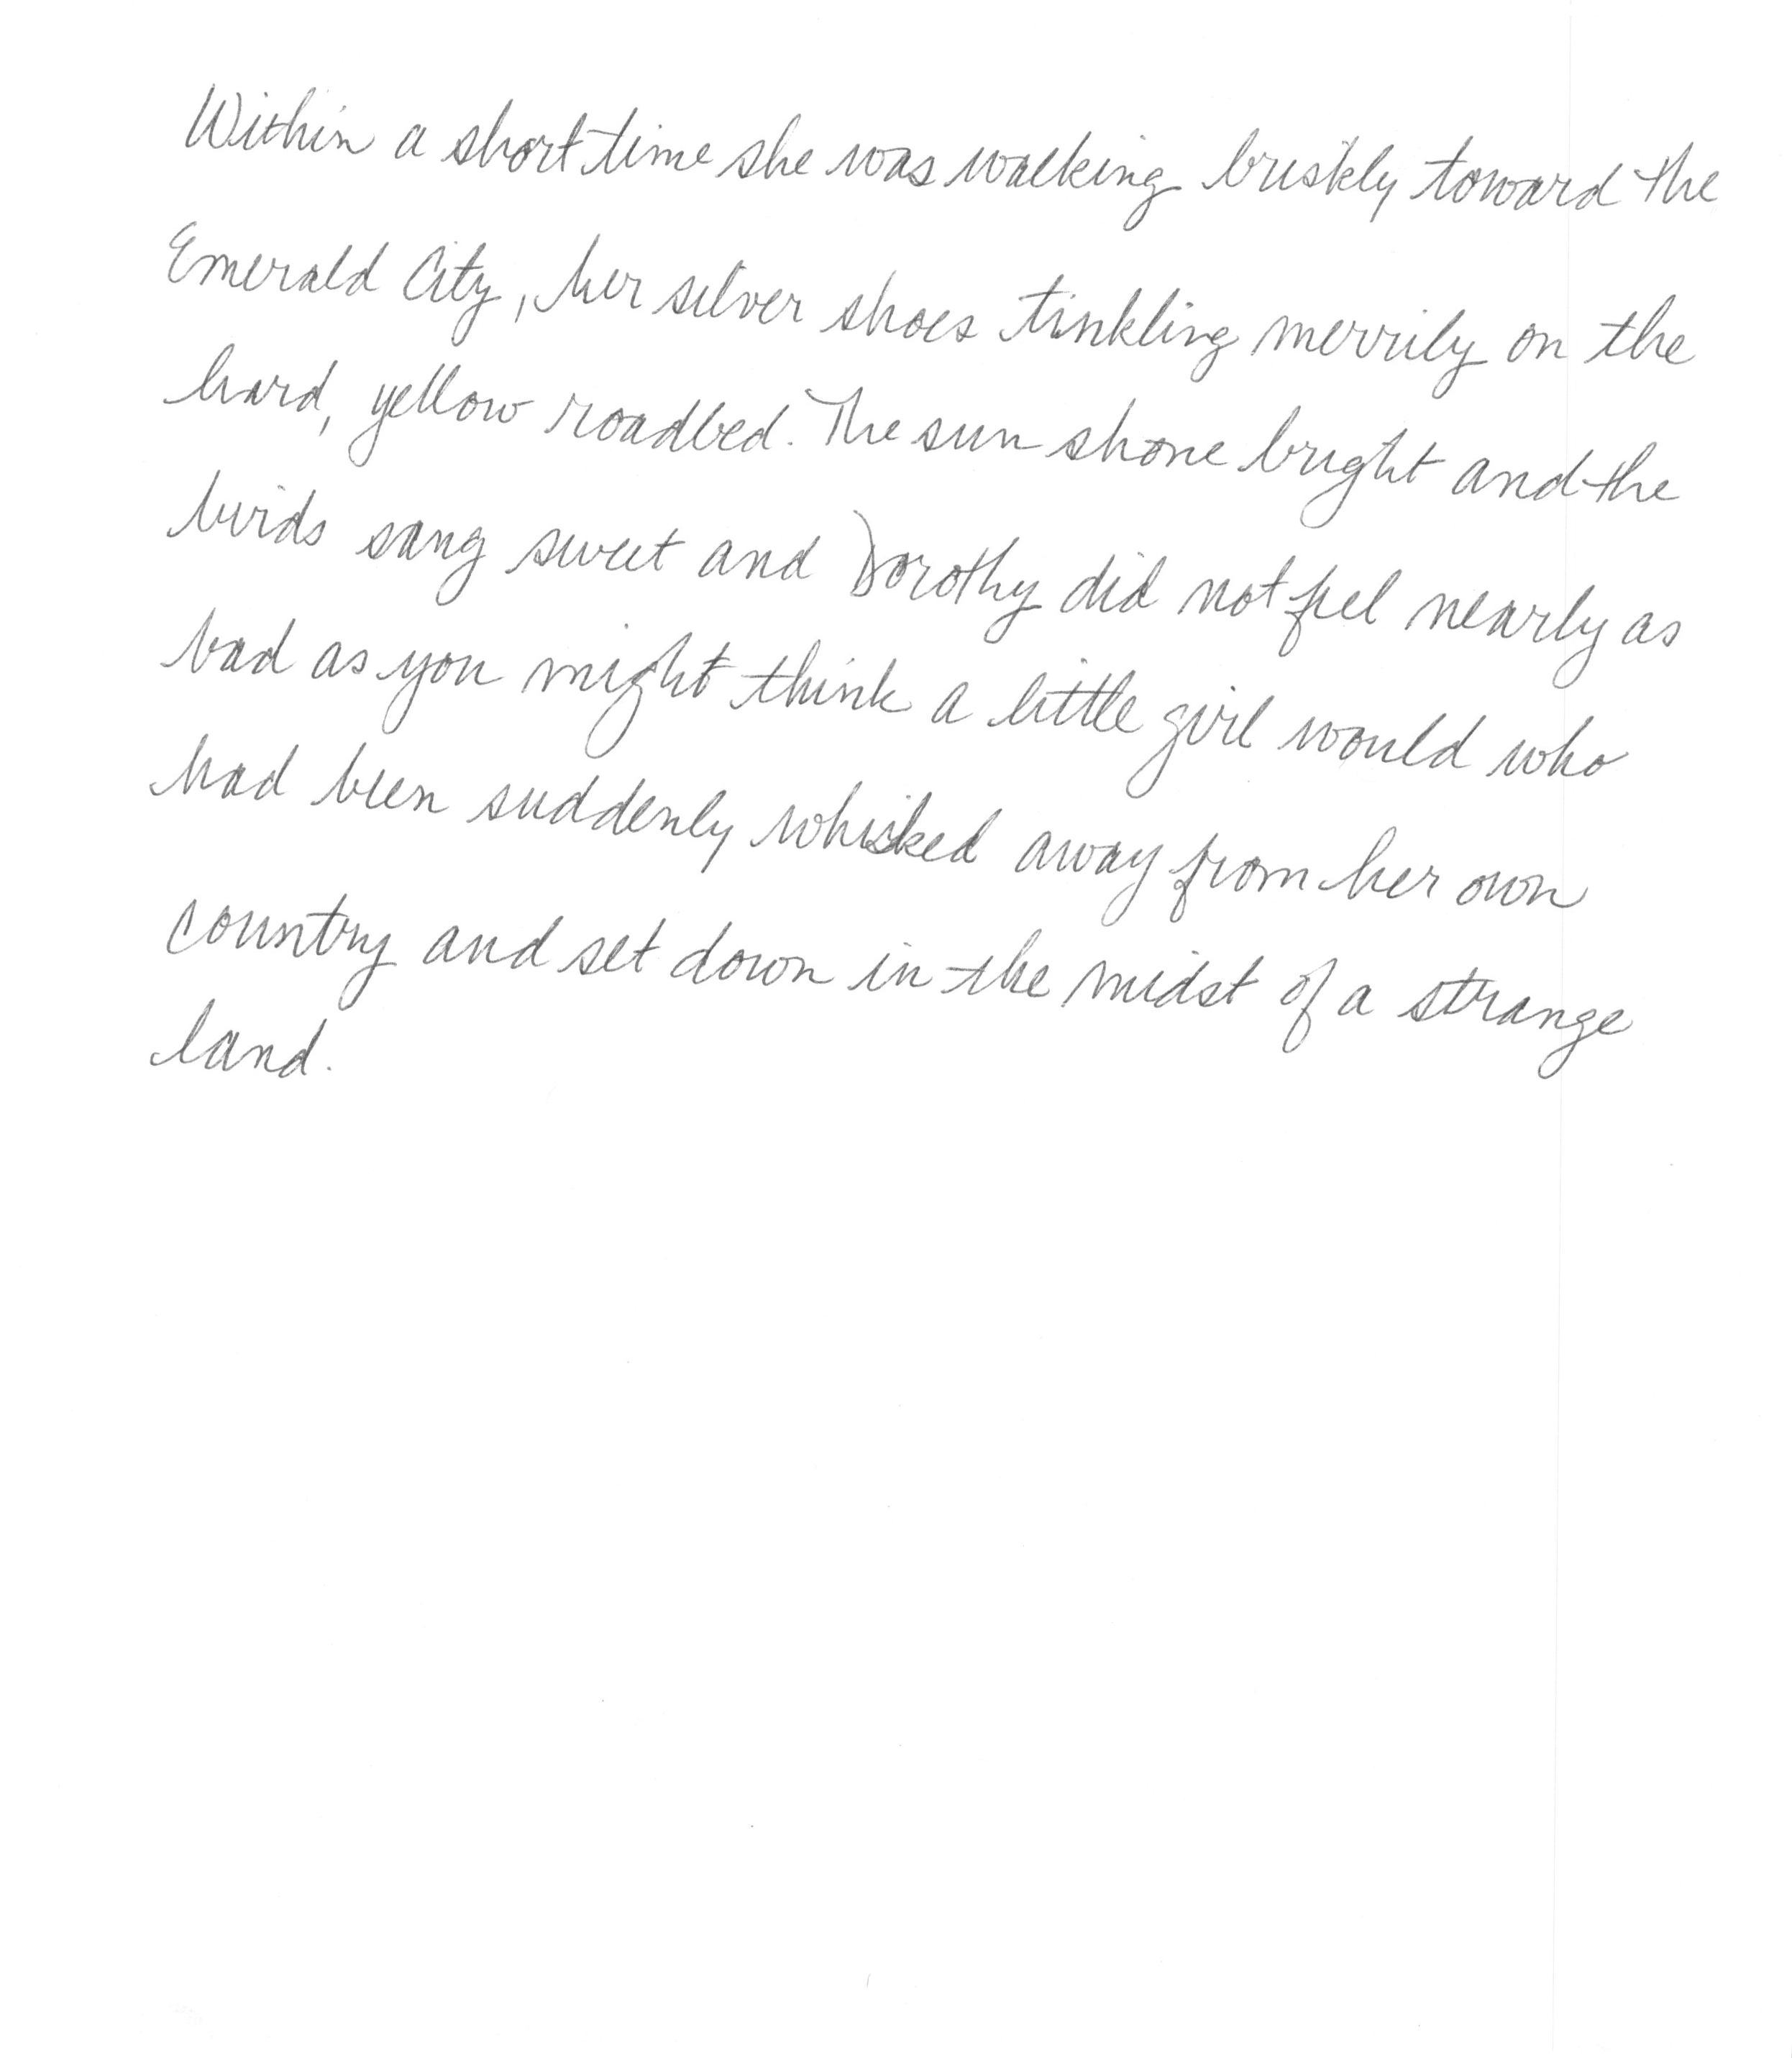 Within a short time she was walking briskly toward the
Emerald City, her silver shoes tinkling merrily on the
hard, yellow roadbed. The sun shone bright and the
birds sang sweet and Dorothy did not feel nearly as
bad as you might think a little girl would who
had been suddenly whisked away from her own
country and set down in the midst of a strange
land.